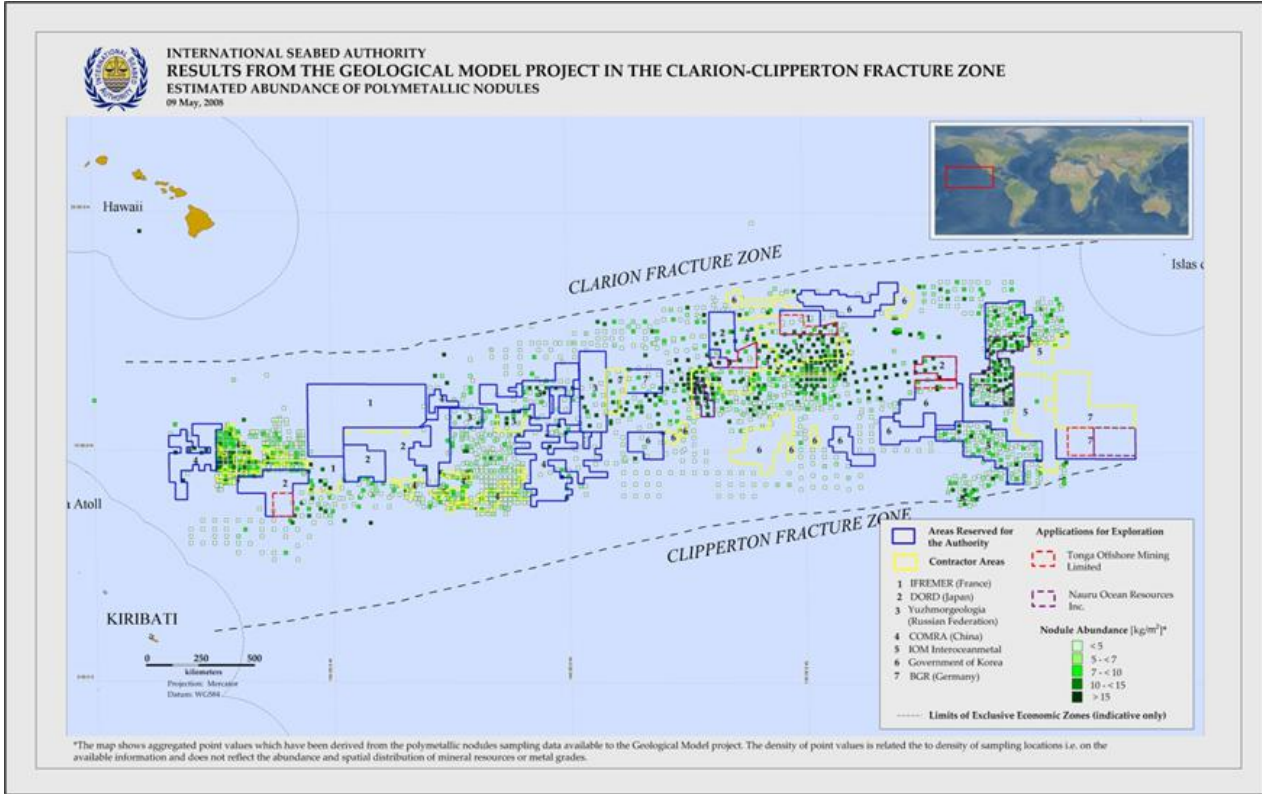 INTERNATIONAL SEABED AUTHORITY
RESULTS FROM THE GEOLOGICAL MODEL PROJECT IN THE CLARION-CLIPPERTON FRACTURE ZONE
ESTIMATED ABUNDANCE OF POLYMETALLIC NODULES
09 May, 2008
INTERNATIONAL SEABED AUTHORITY
Hawaii
CLARION FRACTURE ZONE
Islas
Atoll
CLIPPERTON FRACTURE ZONE
KIRIBATI
0 250 500
kilometers
Projection: Mercator
Datum: WGS84
Areas Reserved for
the Authority
Contractor Areas
1 IFREMER (France)
2 DORD (Japan)
3 Yuzhmorgeologia
(Russian Federation)
4 COMRA (China)
5 IOM Interoceanmetal
6 Government of Korea
7 BGR (Germany)
Applications for Exploration
Tonga Offshore Mining
Limited
Nauru Ocean Resources
Inc.
Nodule Abundance [kg/m²]*
< 5
5 - < 7
7 - < 10
10 - < 15
> 15
Limits of Exclusive Economic Zones (indicative only)
*The map shows aggregated point values which have been derived from the polymetallic nodules sampling data available to the Geological Model project. The density of point values is related the to density of sampling locations i.e. on the
available information and does not reflect the abundance and spatial distribution of mineral resources or metal grades.